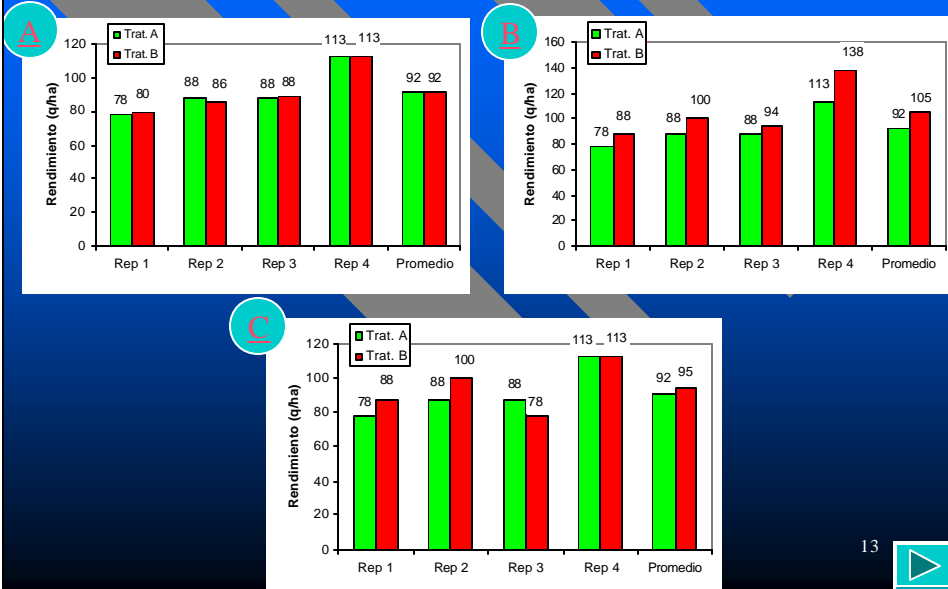 A
Trat. A
Trat. B
Rendimiento (q/ha)
120
100
80
60
40
20
0
78 80 88 86 88 88 113 113 92 92
Rep 1 Rep 2 Rep 3 Rep 4 Promedio
B
Trat. A
Trat. B
Rendimiento (q/ha)
160
140
120
100
80
60
40
20
0
78 88 88 100 88 94 113 138 92 105
Rep 1 Rep 2 Rep 3 Rep 4 Promedio
C
Trat. A
Trat. B
Rendimiento (q/ha)
120
100
80
60
40
20
0
78 88 88 100 88 78 113 113 92 95
Rep 1 Rep 2 Rep 3 Rep 4 Promedio
13